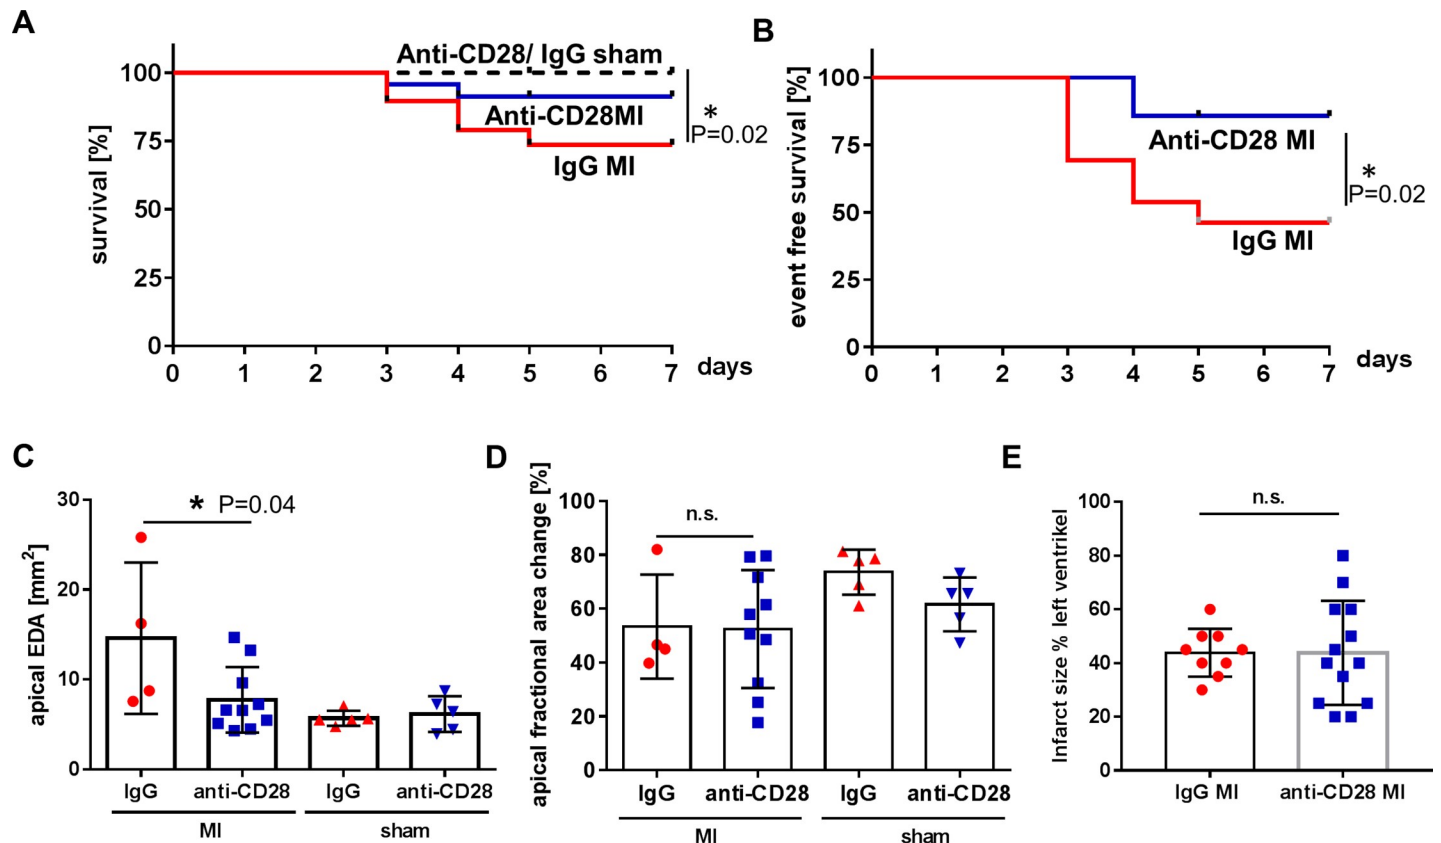 A
survival [%]
100
75
50
25
0
0 1 2 3 4 5 6 7 days
Anti-CD28/ IgG sham
Anti-CD28MI
IgG MI
*
P=0.02
B
event free survival [%]
100
75
50
25
0
0 1 2 3 4 5 6 7 days
Anti-CD28 MI
IgG MI
*
P=0.02
C
apical EDA [mm²]
30
20
10
0
* P=0.04
IgG anti-CD28 IgG anti-CD28
MI sham
D
apical fractional area change [%]
100
80
60
40
20
0
n.s.
IgG anti-CD28 IgG anti-CD28
MI sham
E
Infarct size % left ventrikel
100
80
60
40
20
0
n.s.
IgG MI anti-CD28 MI